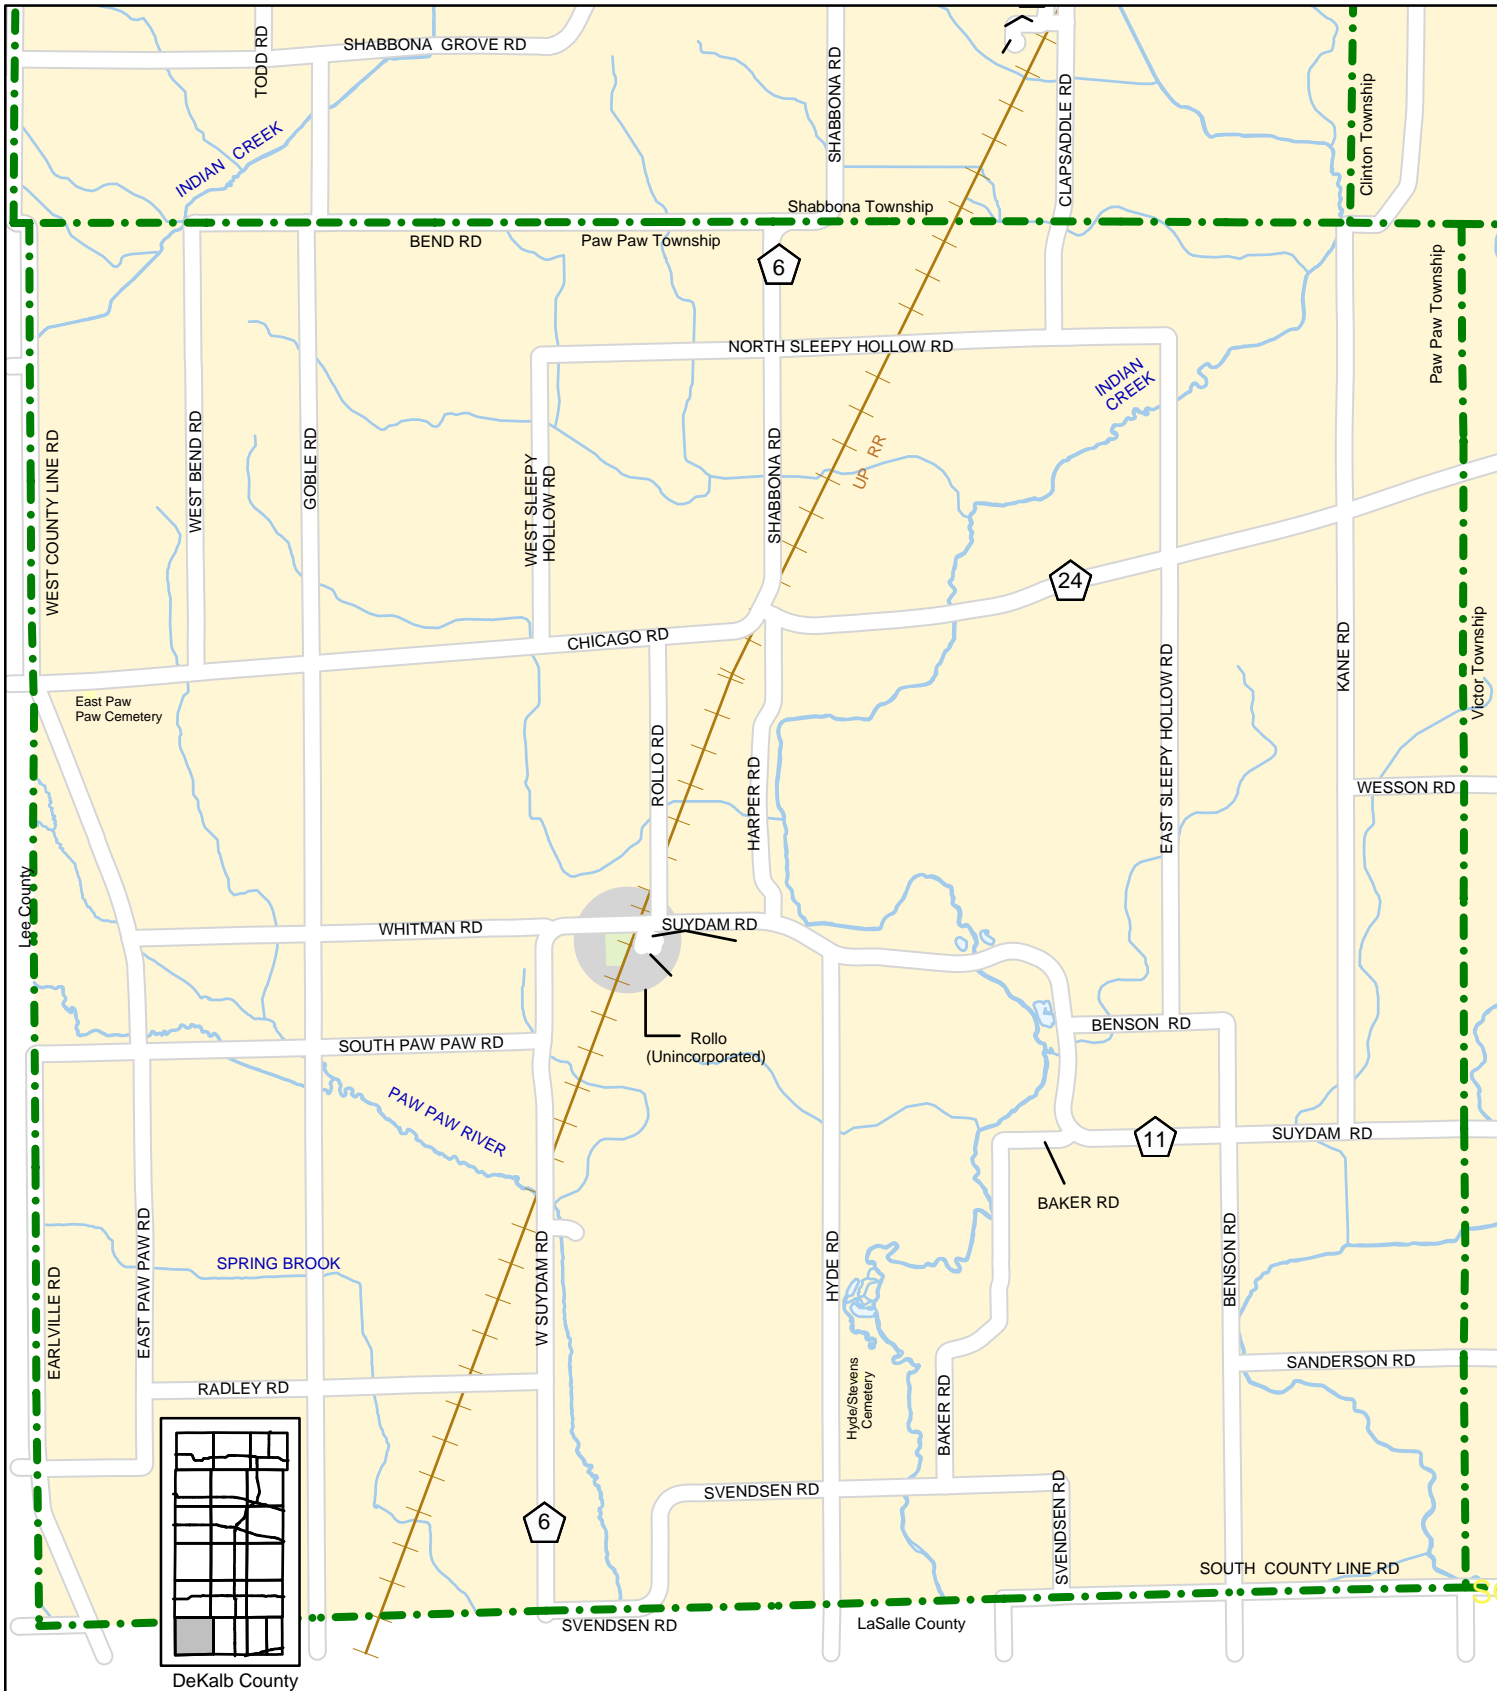 SHABBONA GROVE RD
TODD RD
SHABBONA RD
CLAPSADDLE RD
Clinton Township
INDIAN CREEK
Shabbona Township
BEND RD
Paw Paw Township
6
Paw Paw Township
NORTH SLEEPY HOLLOW RD
INDIAN
CREEK
WEST COUNTY LINE RD
WEST BEND RD
GOBLE RD
WEST SLEEPY
HOLLOW RD
SHABBONA RD
UP RR
24
CHICAGO RD
KANE RD
Victor Township
East Paw
Paw Cemetery
ROLLO RD
HARPER RD
EAST SLEEPY HOLLOW RD
WESSON RD
Lee County
WHITMAN RD
SUYDAM RD
BENSON RD
SOUTH PAW PAW RD
Rollo
(Unincorporated)
PAW PAW RIVER
11
SUYDAM RD
BAKER RD
EARLVILLE RD
EAST PAW PAW RD
SPRING BROOK
W SUYDAM RD
HYDE RD
BENSON RD
Hyde/Stevens
Cemetery
SANDERSON RD
RADLEY RD
BAKER RD
SVENDSEN RD
6
SVENDSEN RD
SOUTH COUNTY LINE RD
SVENDSEN RD
LaSalle County
DeKalb County